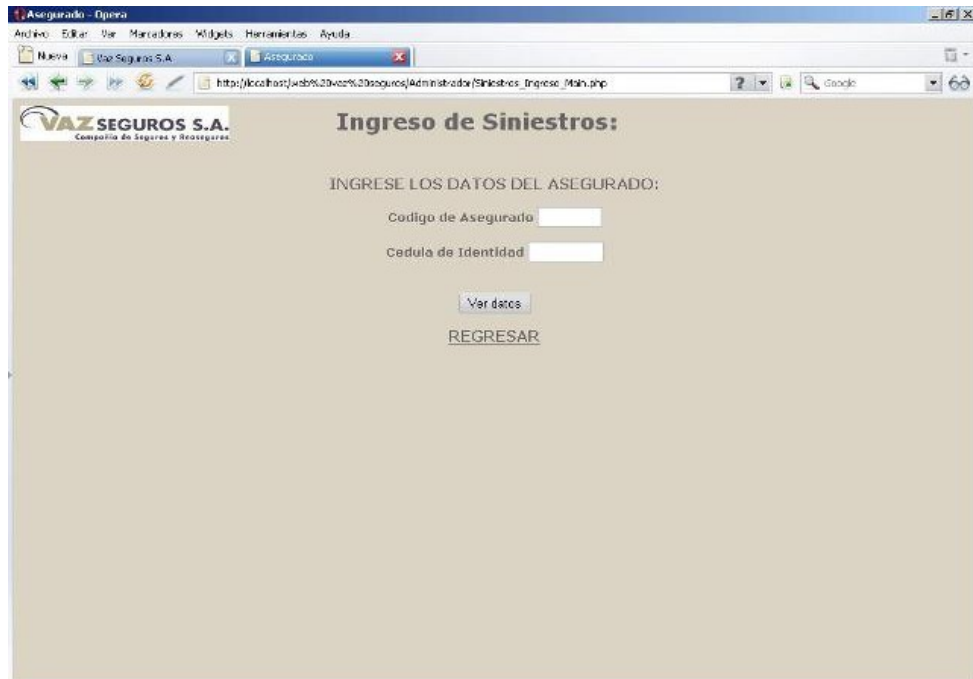 Asegurado - Opera
Archivo Editar Ver Marcadores Widgets Herramientas Ayuda
Nueva Vaz Seguros S.A. Asegurado
http://localhost/web%20vaz%20seguros/Administrador/Siniestros_Ingreso_Main.php ? Google
VAZ SEGUROS S.A.
Compañía de Seguros y Reaseguros
Ingreso de Siniestros:
INGRESE LOS DATOS DEL ASEGURADO:
Codigo de Asegurado
Cedula de Identidad
Ver datos
REGRESAR